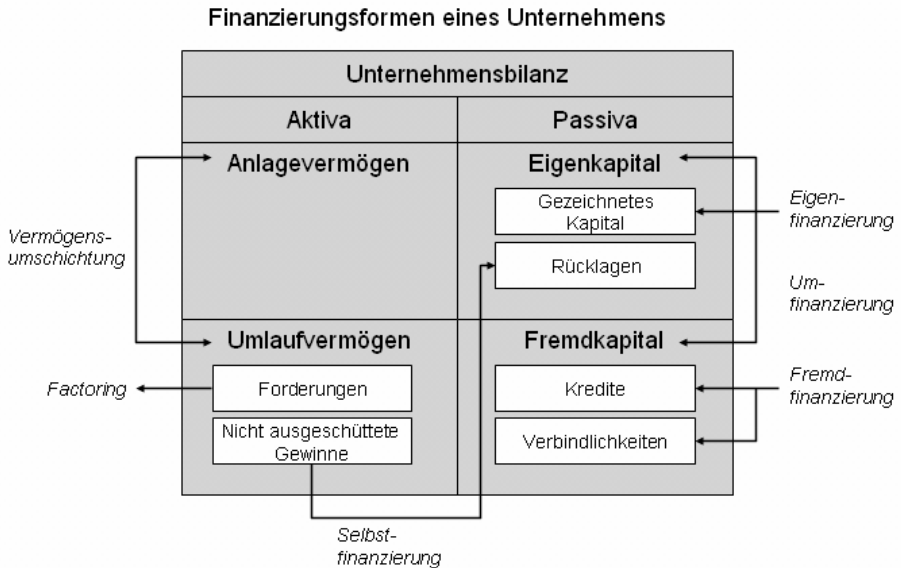 Finanzierungsformen eines Unternehmens
Unternehmensbilanz
Aktiva
Passiva
Anlagevermögen
Eigenkapital
Gezeichnetes
Kapital
Eigen-
finanzierung
Vermögens-
umschichtung
Rücklagen
Um-
finanzierung
Umlaufvermögen
Fremdkapital
Factoring
Forderungen
Kredite
Fremd-
finanzierung
Nicht ausgeschüttete
Gewinne
Verbindlichkeiten
Selbst-
finanzierung